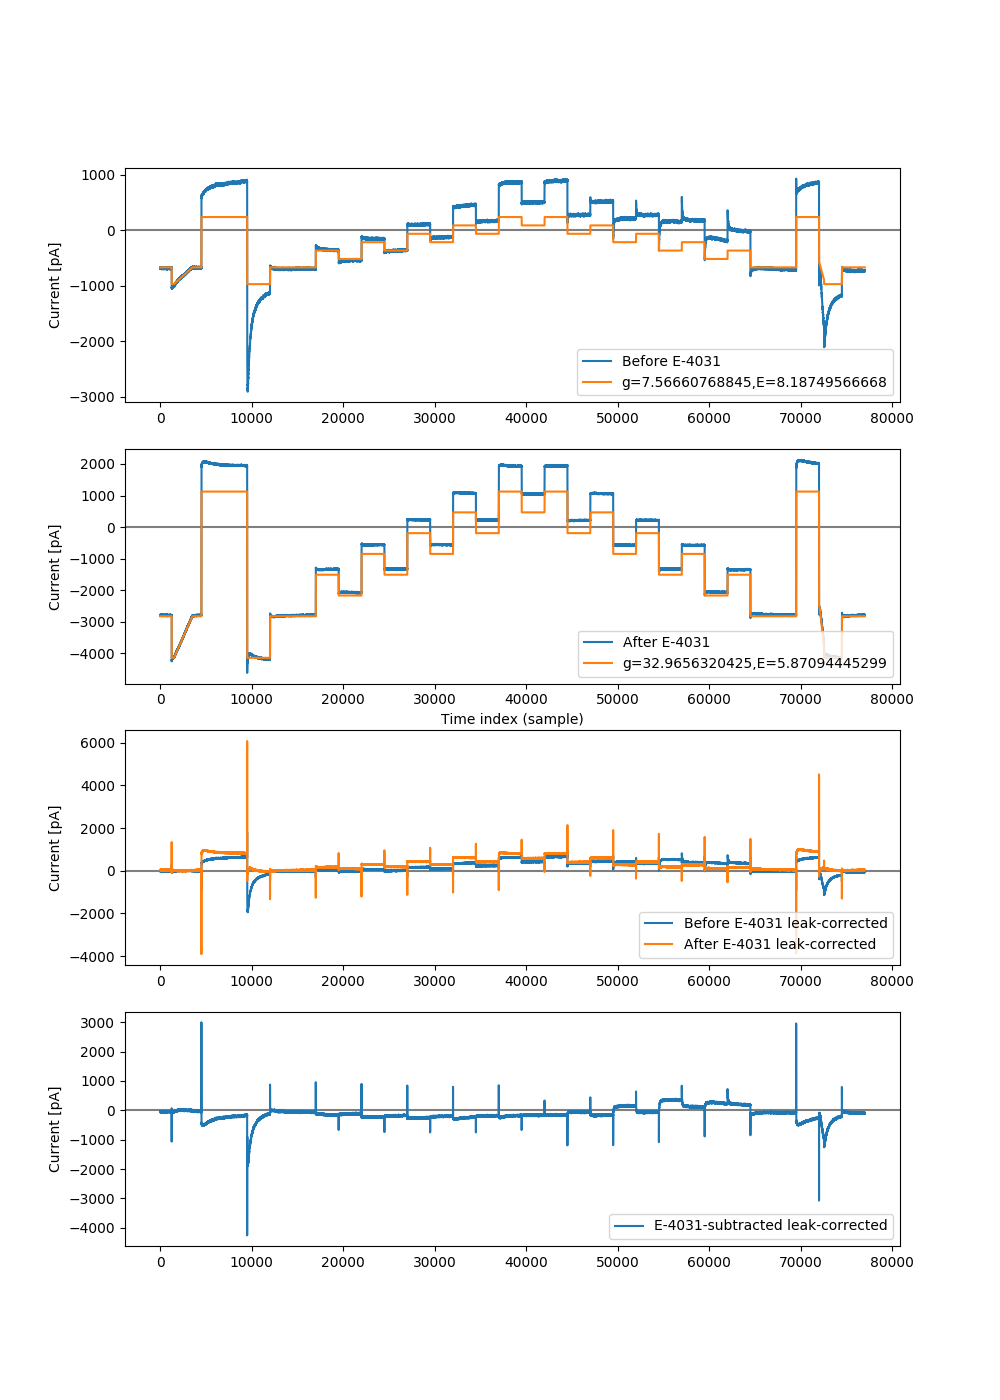 1000
0
−1000
−2000
−3000
Current [pA]
Before E-4031
g=7.56660768845,E=8.18749566668
0 10000 20000 30000 40000 50000 60000 70000 80000
2000
1000
0
−1000
−2000
−3000
−4000
Current [pA]
After E-4031
g=32.9656320425,E=5.87094445299
0 10000 20000 30000 40000 50000 60000 70000 80000
Time index (sample)
6000
4000
2000
0
−2000
−4000
Current [pA]
Before E-4031 leak-corrected
After E-4031 leak-corrected
0 10000 20000 30000 40000 50000 60000 70000 80000
3000
2000
1000
0
−1000
−2000
−3000
−4000
Current [pA]
E-4031-subtracted leak-corrected
0 10000 20000 30000 40000 50000 60000 70000 80000